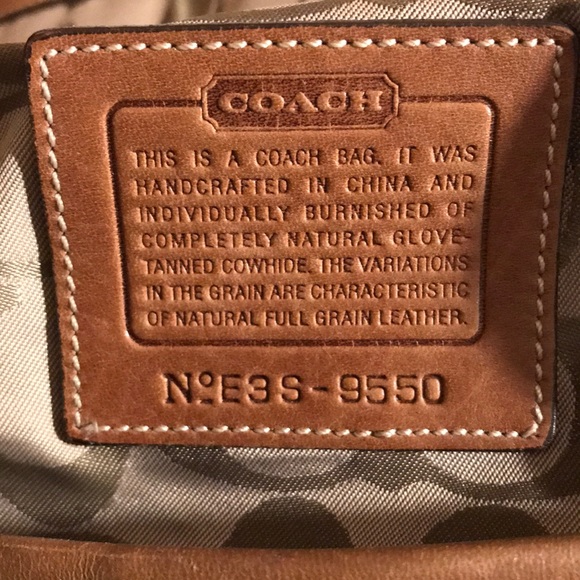 COACH
THIS IS A COACH BAG. IT WAS
HANDCRAFTED IN CHINA AND
INDIVIDUALLY BURNISHED OF
COMPLETELY NATURAL GLOVE-
TANNED COWHIDE. THE VARIATIONS
IN THE GRAIN ARE CHARACTERISTIC
OF NATURAL FULL GRAIN LEATHER.
NºE3S-9550